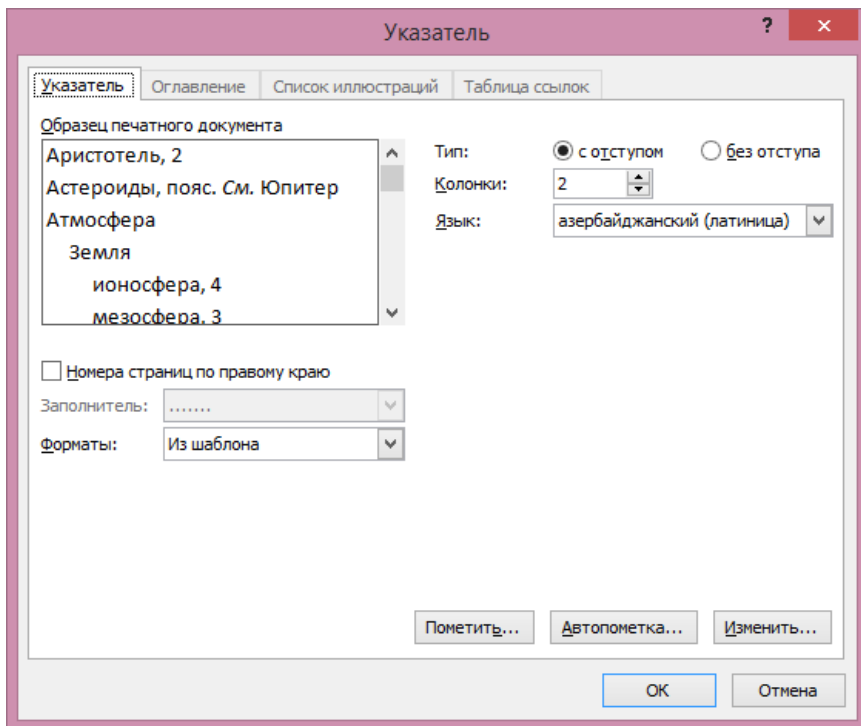 Указатель
?
×
Указатель Оглавление Список иллюстраций Таблица ссылок
Образец печатного документа
Аристотель, 2
Астероиды, пояс. См. Юпитер
Атмосфера
Земля
ионосфера, 4
мезосфера, 3
Тип: с отступом без отступа
Колонки: 2
Язык: азербайджанский (латиница)
Номера страниц по правому краю
Заполнитель: .......
Форматы: Из шаблона
Пометить... Автопометка... Изменить...
ОК Отмена